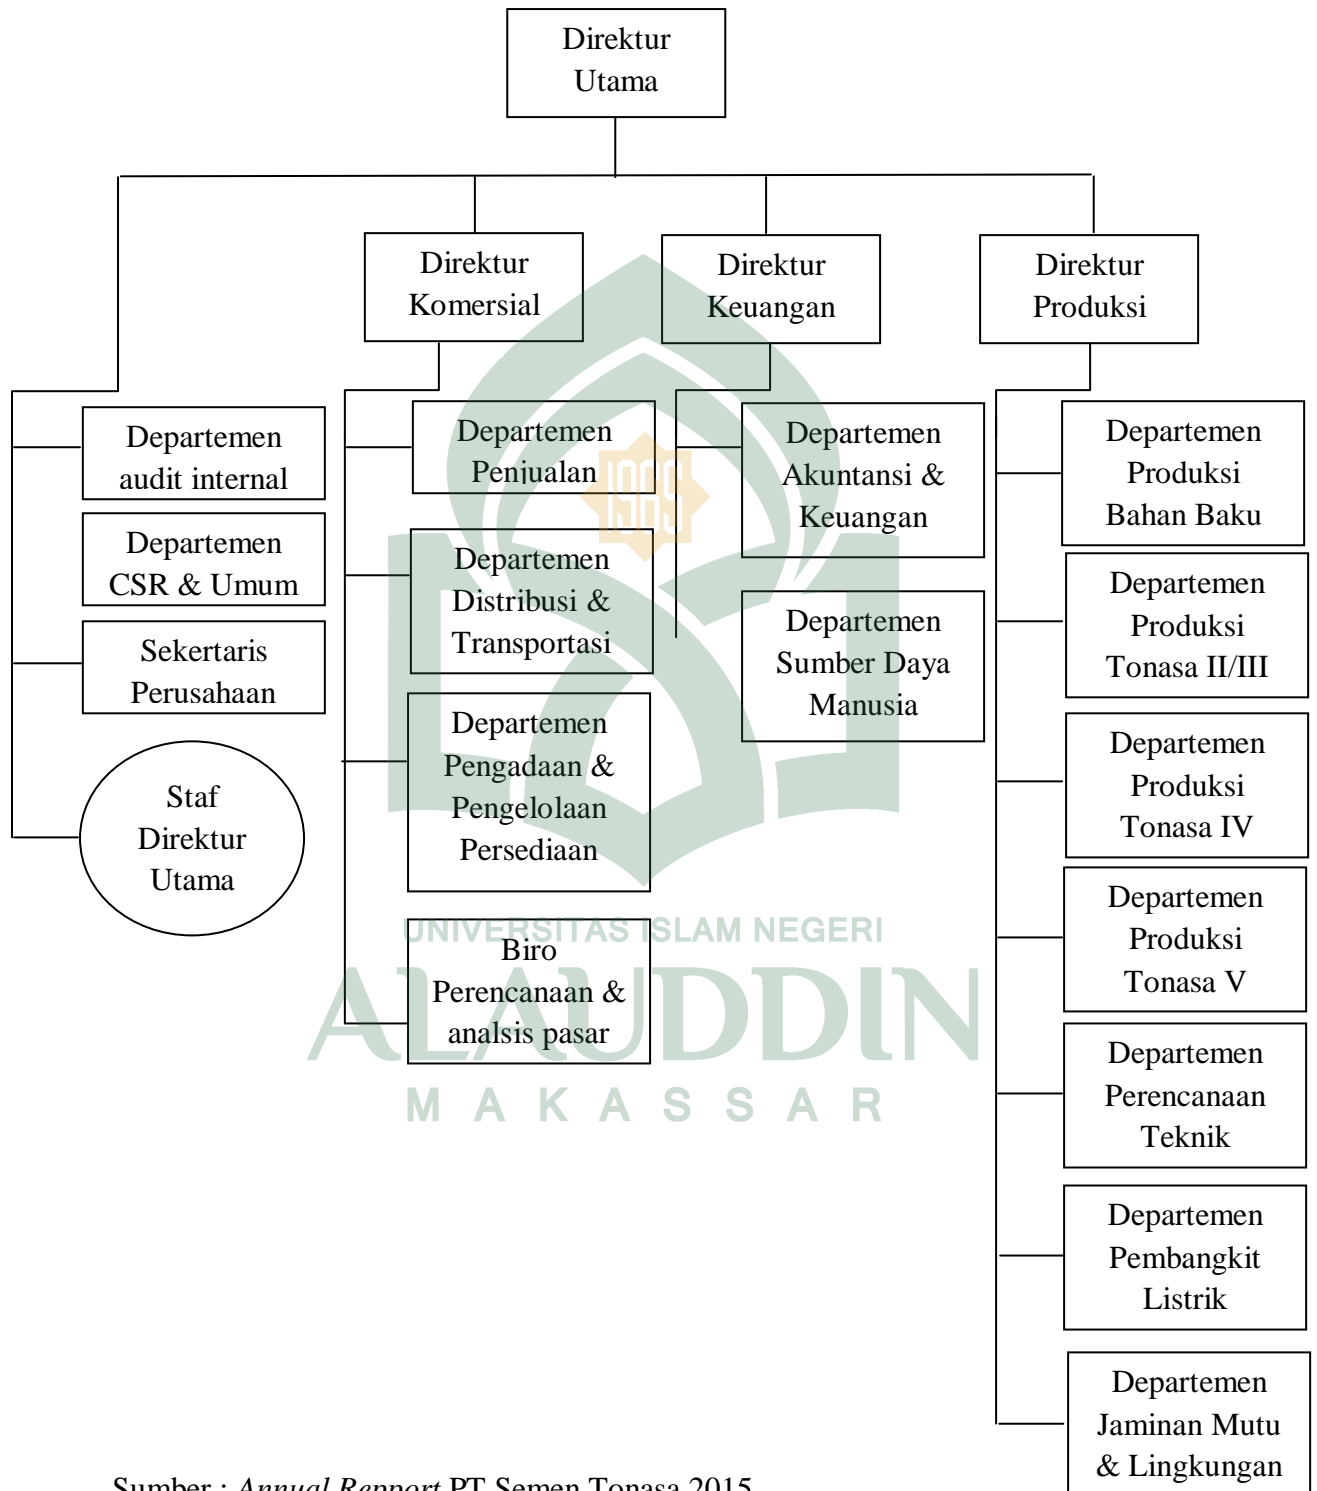 Direktur
Utama
Direktur
Komersial
Direktur
Keuangan
Direktur
Produksi
Departemen
audit internal
Departemen
CSR & Umum
Sekertaris
Perusahaan
Staf
Direktur
Utama
Departemen
Penjualan
Departemen
Distribusi &
Transportasi
Departemen
Pengadaan &
Pengelolaan
Persediaan
Biro
Perencanaan &
analsis pasar
Departemen
Akuntansi &
Keuangan
Departemen
Sumber Daya
Manusia
Departemen
Produksi
Bahan Baku
Departemen
Produksi
Tonasa II/III
Departemen
Produksi
Tonasa IV
Departemen
Produksi
Tonasa V
Departemen
Perencanaan
Teknik
Departemen
Pembangkit
Listrik
Departemen
Jaminan Mutu
& Lingkungan
1965
UNIVERSITAS ISLAM NEGERI
ALAUDDIN
MAKASSAR
Sumber : Annual Repport PT Semen Tonasa 2015